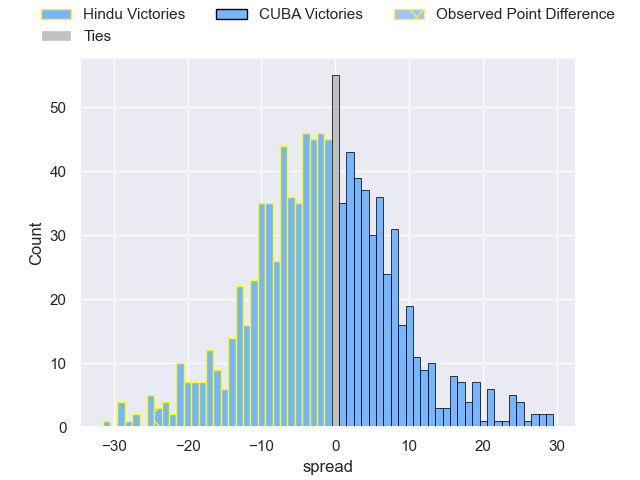 Hindu Victories
CUBA Victories
Observed Point Difference
Ties
Count
50
40
30
20
10
0
−30
−20
−10
0
10
20
30
spread